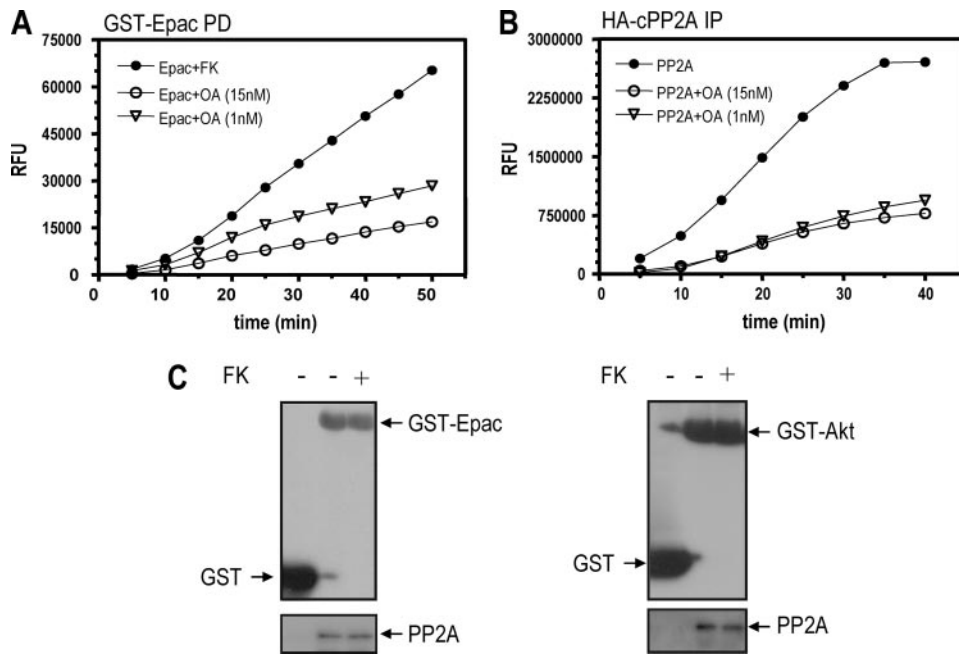 A GST-Epac PD
75000
60000
45000
30000
15000
0
RFU
Epac+FK
Epac+OA (15nM)
Epac+OA (1nM)
0 10 20 30 40 50
time (min)
B HA-cPP2A IP
3000000
2250000
1500000
750000
0
RFU
PP2A
PP2A+OA (15nM)
PP2A+OA (1nM)
0 10 20 30 40
time (min)
C FK - - +
GST-Epac
GST
PP2A
FK - - +
GST-Akt
GST
PP2A